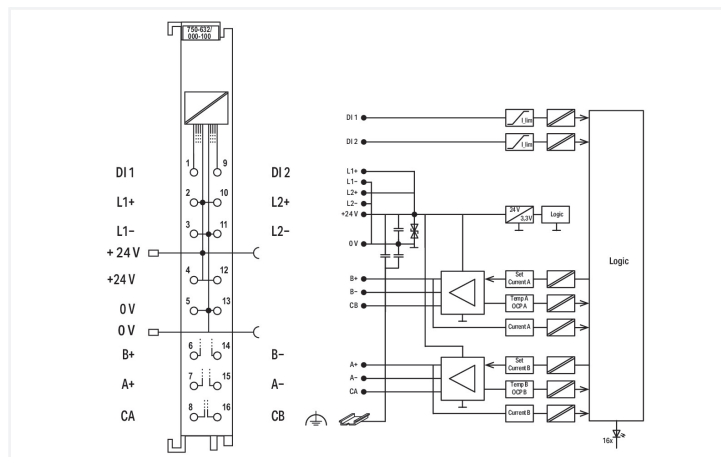 750-632/
000-100
1 9
DI 1 DI 2
2 10
L1+ L2+
3 11
L1− L2−
+ 24 V
4 12
+24V
5 13
0 V
0 V
6 14
B+ B−
7 15
A+ A−
8 16
CA CB
DI 1
I_lim
DI 2
I_lim
L1+
L1−
L2+
L2−
+24 V
24 V
3,3V
Logic
0 V
Logic
B+
Set
Current A
B−
CB
Temp A
OCP A
Current A
A+
Set
Current B
A−
CA
Temp B
OCP B
Current B
16x